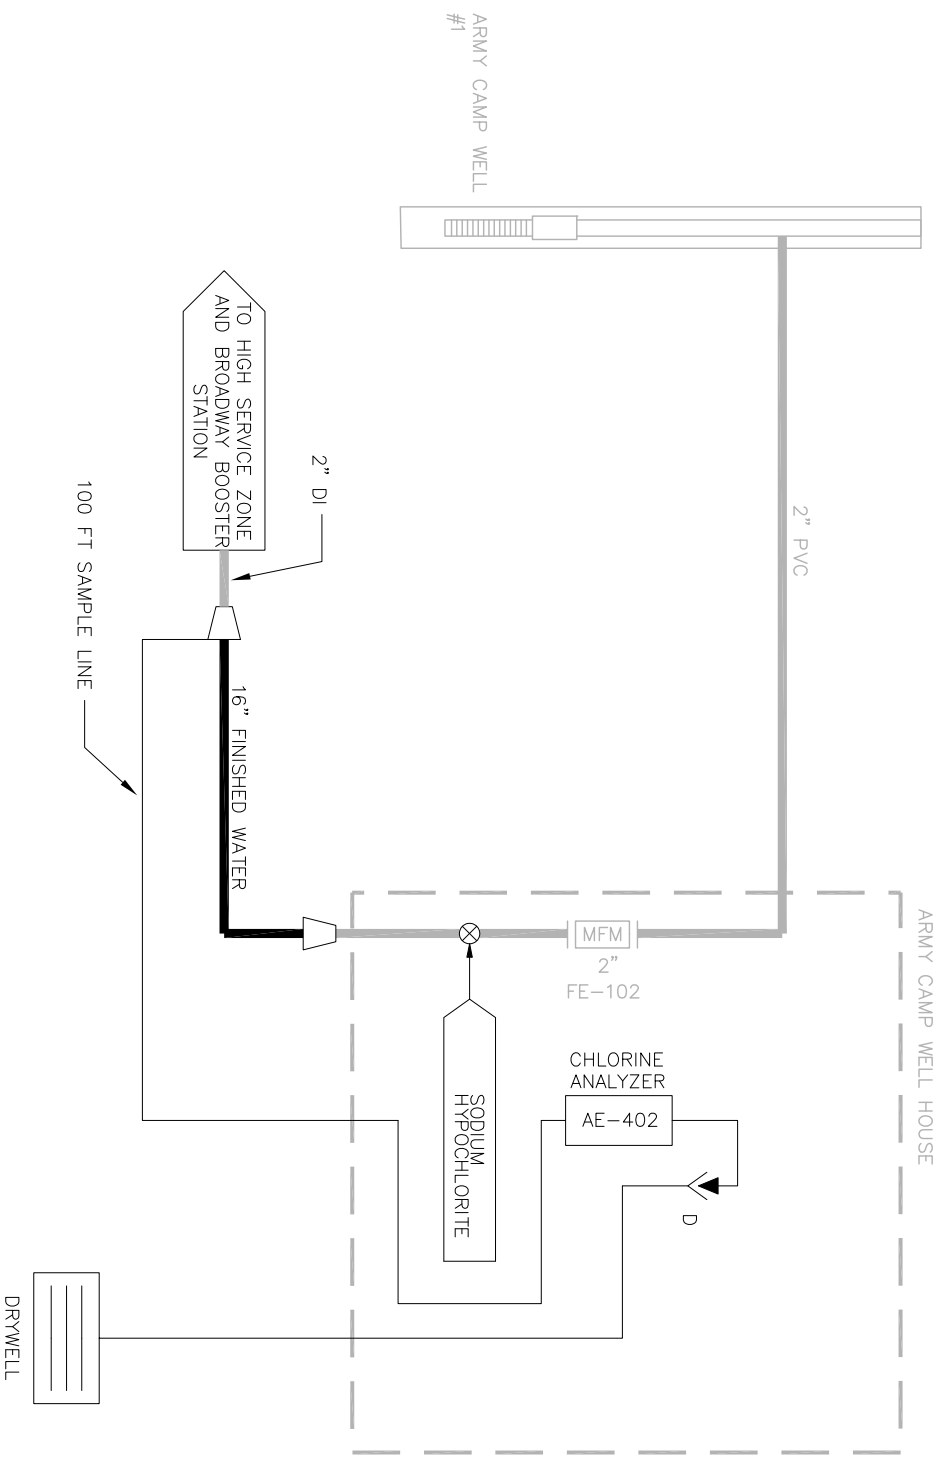 ARMY CAMP WELL
#1
2" PVC
ARMY CAMP WELL HOUSE
MFM
2"
FE-102
CHLORINE
ANALYZER
AE-402
D
SODIUM
HYPOCHLORITE
TO HIGH SERVICE ZONE
AND BROADWAY BOOSTER
STATION
2" DI
16" FINISHED WATER
100 FT SAMPLE LINE
DRYWELL